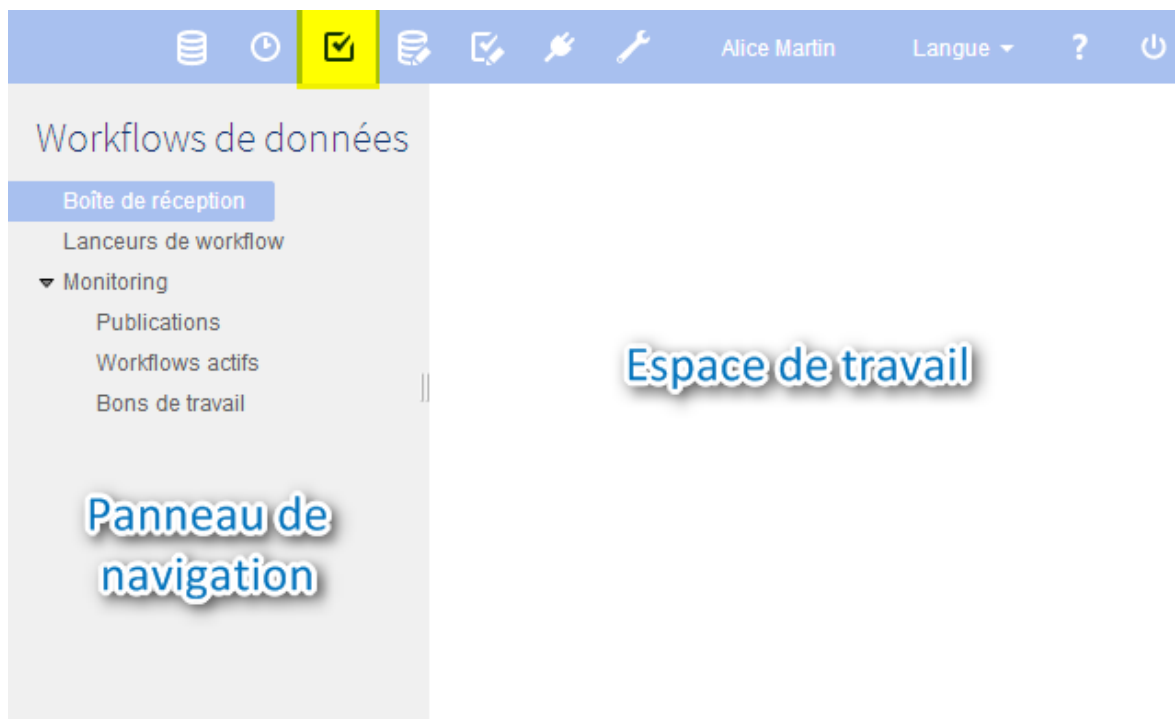 Alice Martin Langue ?
Workflows de données
Boîte de réception
Lanceurs de workflow
Monitoring
Publications
Workflows actifs
Bons de travail
Espace de travail
Panneau de
navigation